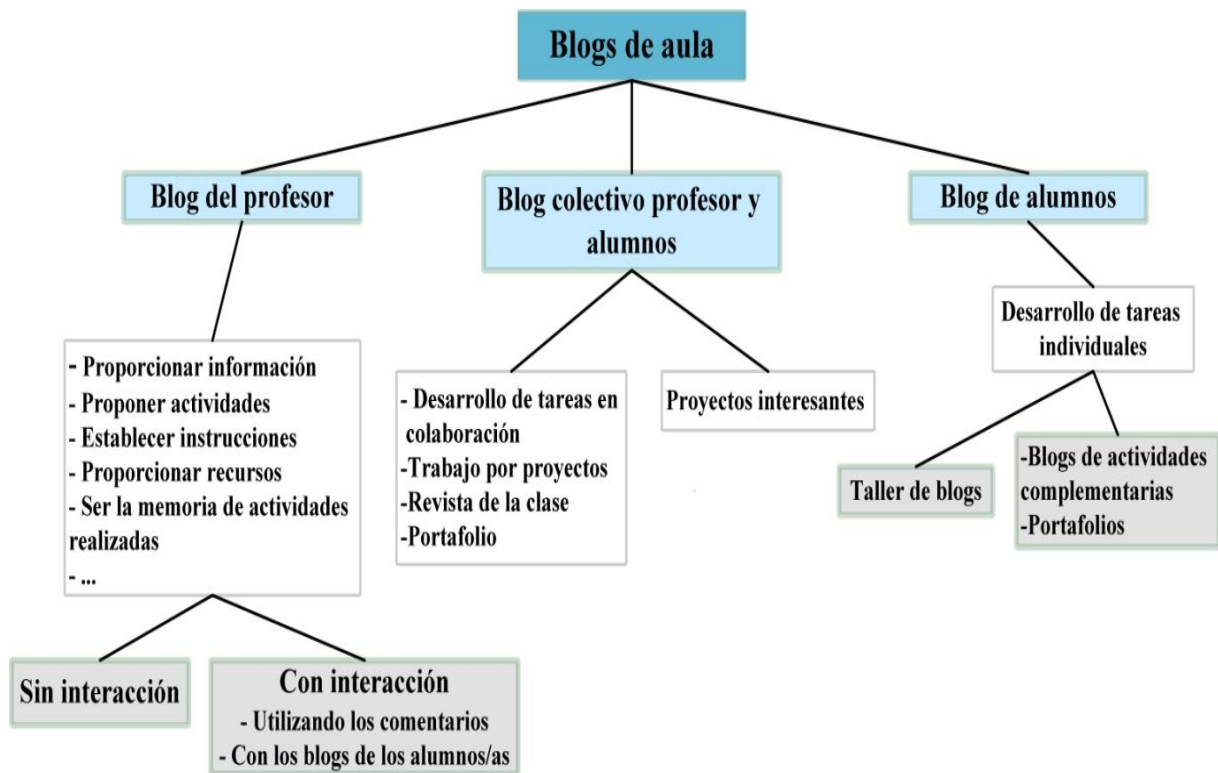 Blogs de aula
Blog del profesor
Blog colectivo profesor y
alumnos
Blog de alumnos
- Proporcionar información
- Proponer actividades
- Establecer instrucciones
- Proporcionar recursos
- Ser la memoria de actividades
realizadas
- ...
- Desarrollo de tareas en
colaboración
-Trabajo por proyectos
-Revista de la clase
-Portafolio
Proyectos interesantes
Desarrollo de tareas
individuales
Taller de blogs
-Blogs de actividades
complementarias
-Portafolios
Sin interacción
Con interacción
- Utilizando los comentarios
- Con los blogs de los alumnos/as